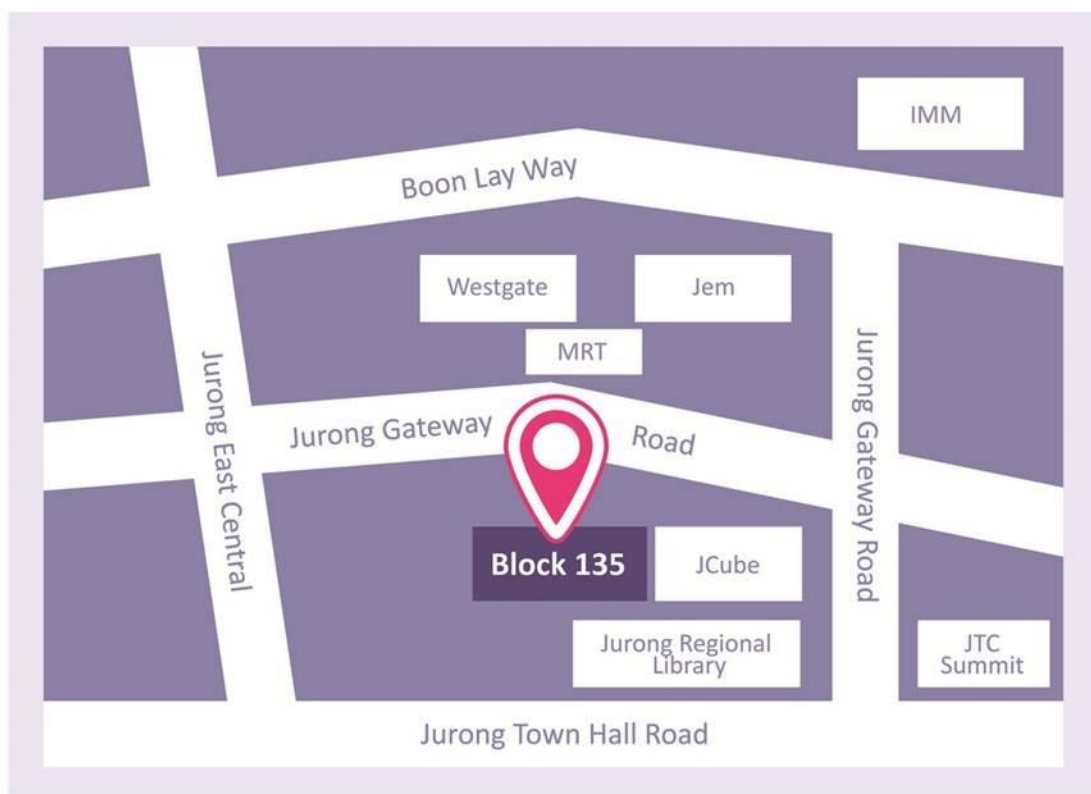 IMM
Boon Lay Way
Westgate
Jem
MRT
Jurong East Central
Jurong Gateway Road
Jurong Gateway Road
Block 135
JCube
Jurong Regional
Library
JTC
Summit
Jurong Town Hall Road